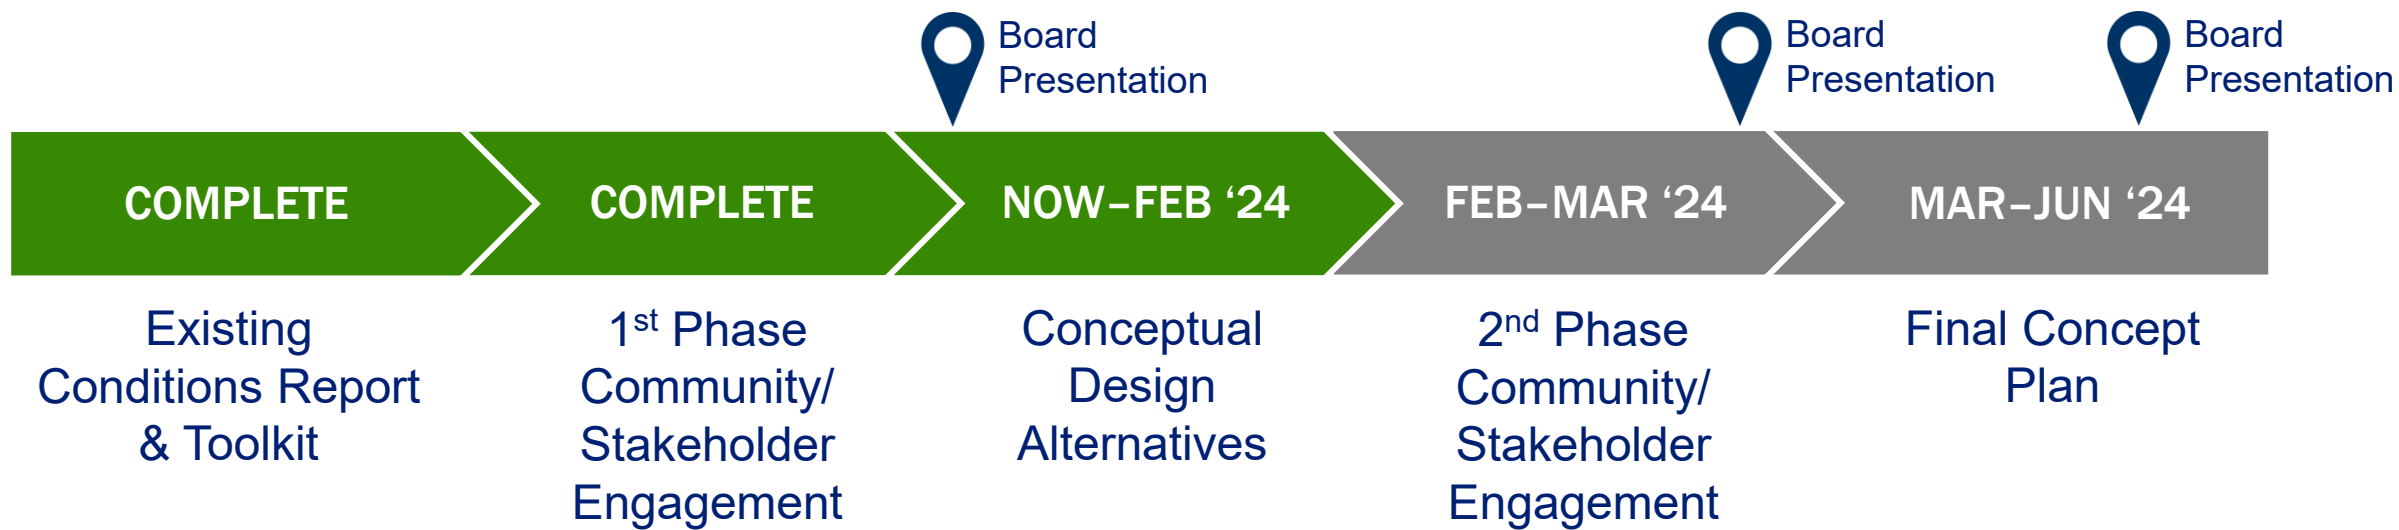 Board
Presentation
Board
Presentation
Board
Presentation
COMPLETE
COMPLETE
NOW–FEB ‘24
FEB–MAR ‘24
MAR–JUN ‘24
Existing
Conditions Report
& Toolkit
1st Phase
Community/
Stakeholder
Engagement
Conceptual
Design
Alternatives
2nd Phase
Community/
Stakeholder
Engagement
Final Concept
Plan